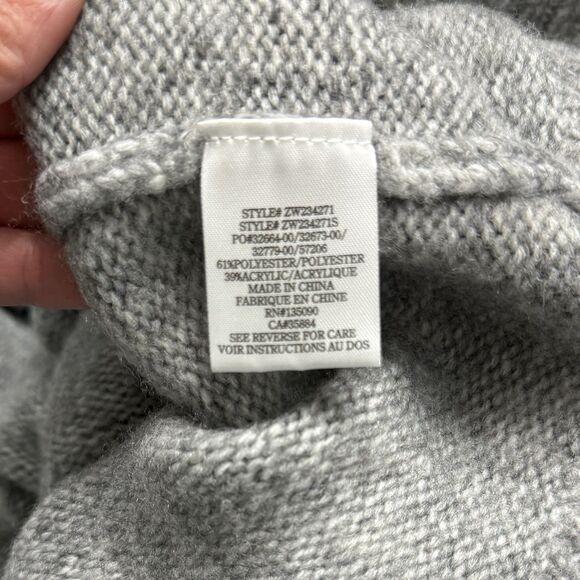 STYLE# ZW234271
STYLE# ZW234271S
PO#32664-00/32673-00/
32779-00/57206
61%POLYESTER/POLYESTER
39%ACRYLIC/ACRYLIQUE
MADE IN CHINA
FABRIQUE EN CHINE
RN#135090
CA#35884
SEE REVERSE FOR CARE
VOIR INSTRUCTIONS AU DOS